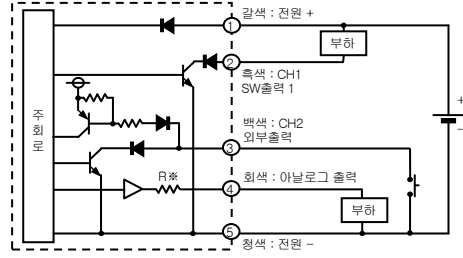 주회로
R※
① 갈색 : 전원 +
부하
②
흑색 : CH1
SW출력 1
백색 : CH2
③ 외부출력
④ 회색 : 아날로그 출력
부하
⑤
청색 : 전원 −
+
−